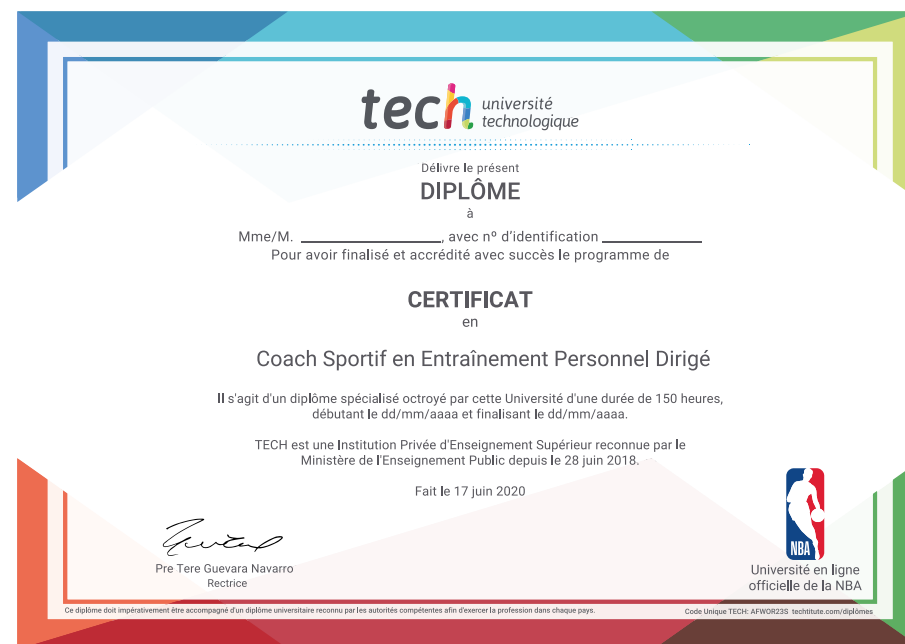 tech université
technologique
Délivre le présent
DIPLÔME
à
Mme/M. ____________________, avec nº d'identification ______________
Pour avoir finalisé et accrédité avec succès le programme de
CERTIFICAT
en
Coach Sportif en Entraînement Personnel Dirigé
Il s'agit d'un diplôme spécialisé octroyé par cette Université d'une durée de 150 heures,
débutant le dd/mm/aaaa et finalisant le dd/mm/aaaa.
TECH est une Institution Privée d'Enseignement Supérieur reconnue par le
Ministère de l'Enseignement Public depuis le 28 juin 2018.
Fait le 17 juin 2020
Pre Tere Guevara Navarro
Rectrice
NBA
Université en ligne
officielle de la NBA
Ce diplôme doit impérativement être accompagné d'un diplôme universitaire reconnu par les autorités compétentes afin d'exercer la profession dans chaque pays.
Code Unique TECH: AFWOR23S techtitute.com/diplômes